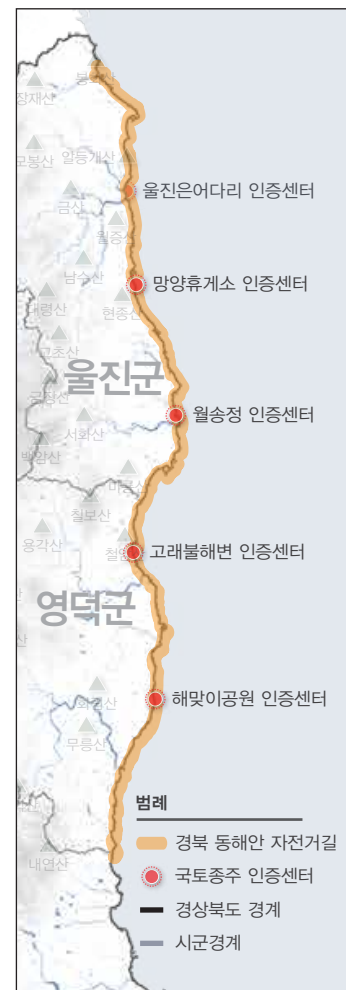 장재산
알등개산
울진은어다리 인증센터
금산
남수산
망양휴게소 인증센터
현종산
울진군
월송정 인증센터
서화산
백암산
칠보산
용각산
고래불해변 인증센터
영덕군
해맞이공원 인증센터
무릉산
범례
경북 동해안 자전거길
내연산
국토종주 인증센터
경상북도 경계
시군경계